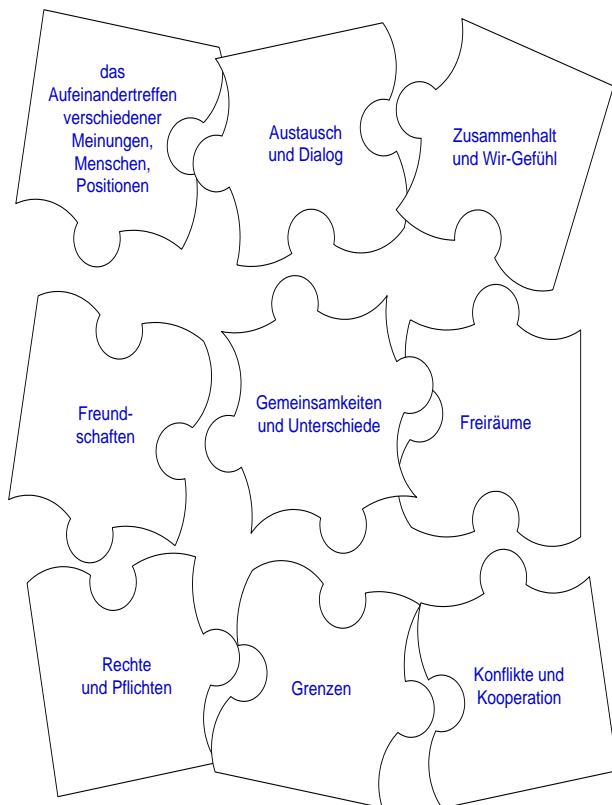 das
Aufeinandertreffen
verschiedener
Meinungen,
Menschen,
Positionen
Austausch
und Dialog
Zusammenhalt
und Wir-Gefühl
Freund-
schaften
Gemeinsamkeiten
und Unterschiede
Freiräume
Rechte
und Pflichten
Grenzen
Konflikte und
Kooperation